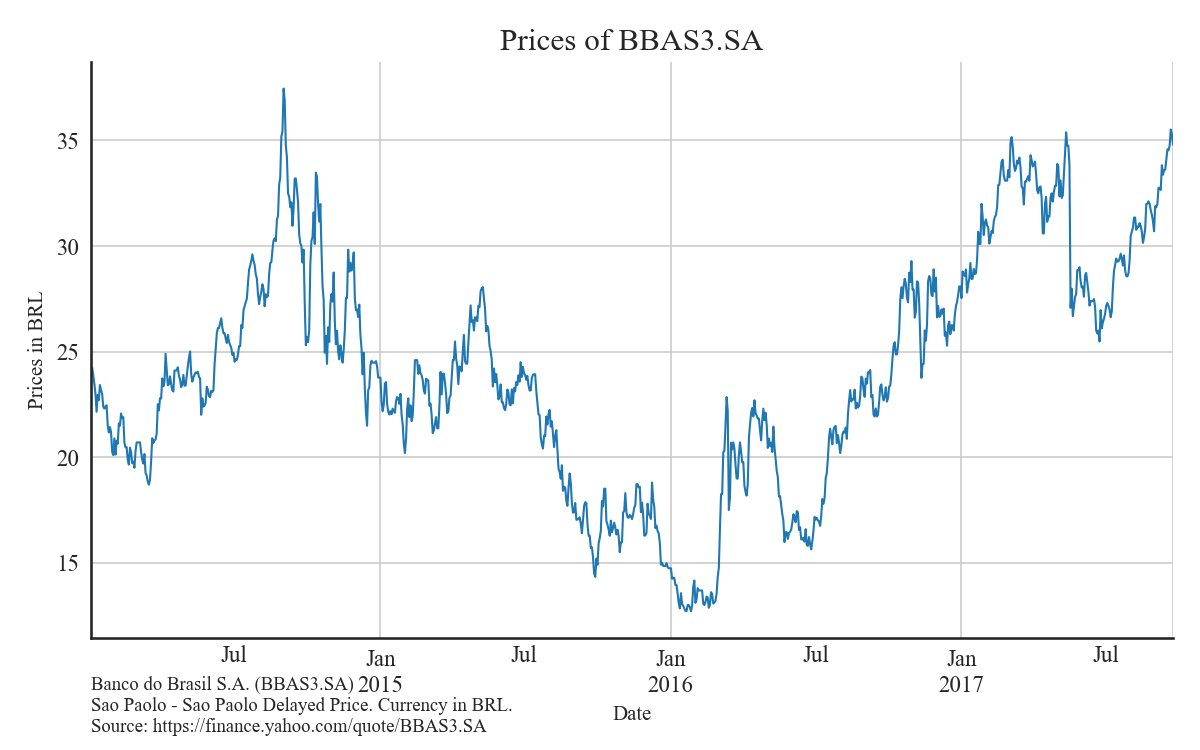 Prices of BBAS3.SA
35
30
25
20
15
Prices in BRL
Jul
Jan
2015
Jul
Jan
2016
Jul
Jan
2017
Jul
Date
Banco do Brasil S.A. (BBAS3.SA)
Sao Paolo - Sao Paolo Delayed Price. Currency in BRL.
Source: https://finance.yahoo.com/quote/BBAS3.SA